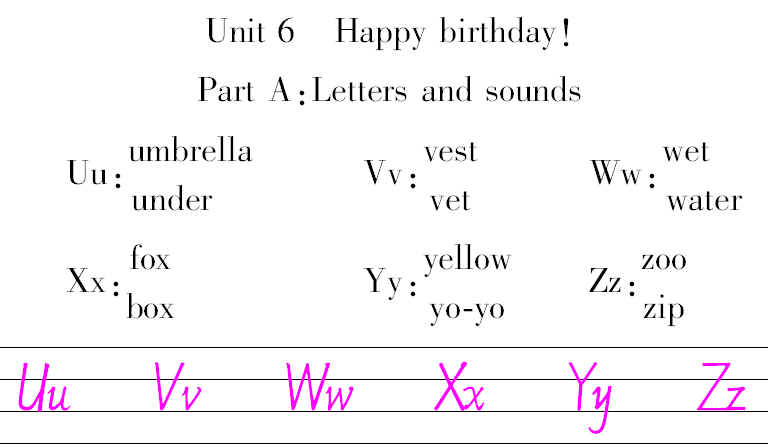 Unit 6 Happy birthday!
Part A:Letters and sounds
umbrella vest wet
Uu: Vv: Ww:
under vet water
fox yellow zoo
Xx: Yy: Zz:
box yo-yo zip
Uu Vv Ww Xx Yy Zz